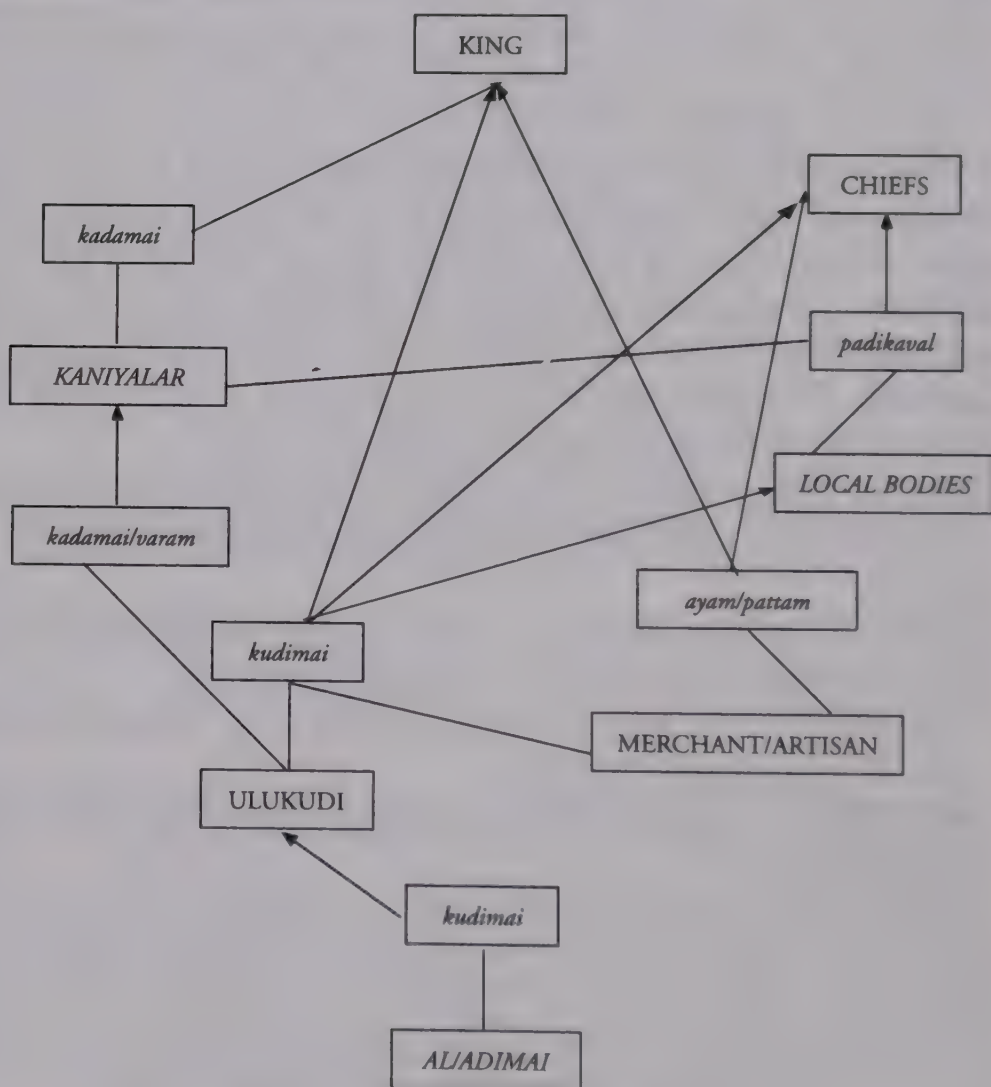 KING
CHIEFS
kadamai
padikaval
KANIYALAR
LOCAL BODIES
kadamai/varam
ayam/pattam
kudimai
MERCHANT/ARTISAN
ULUKUDI
kudimai
AL/ADIMAI